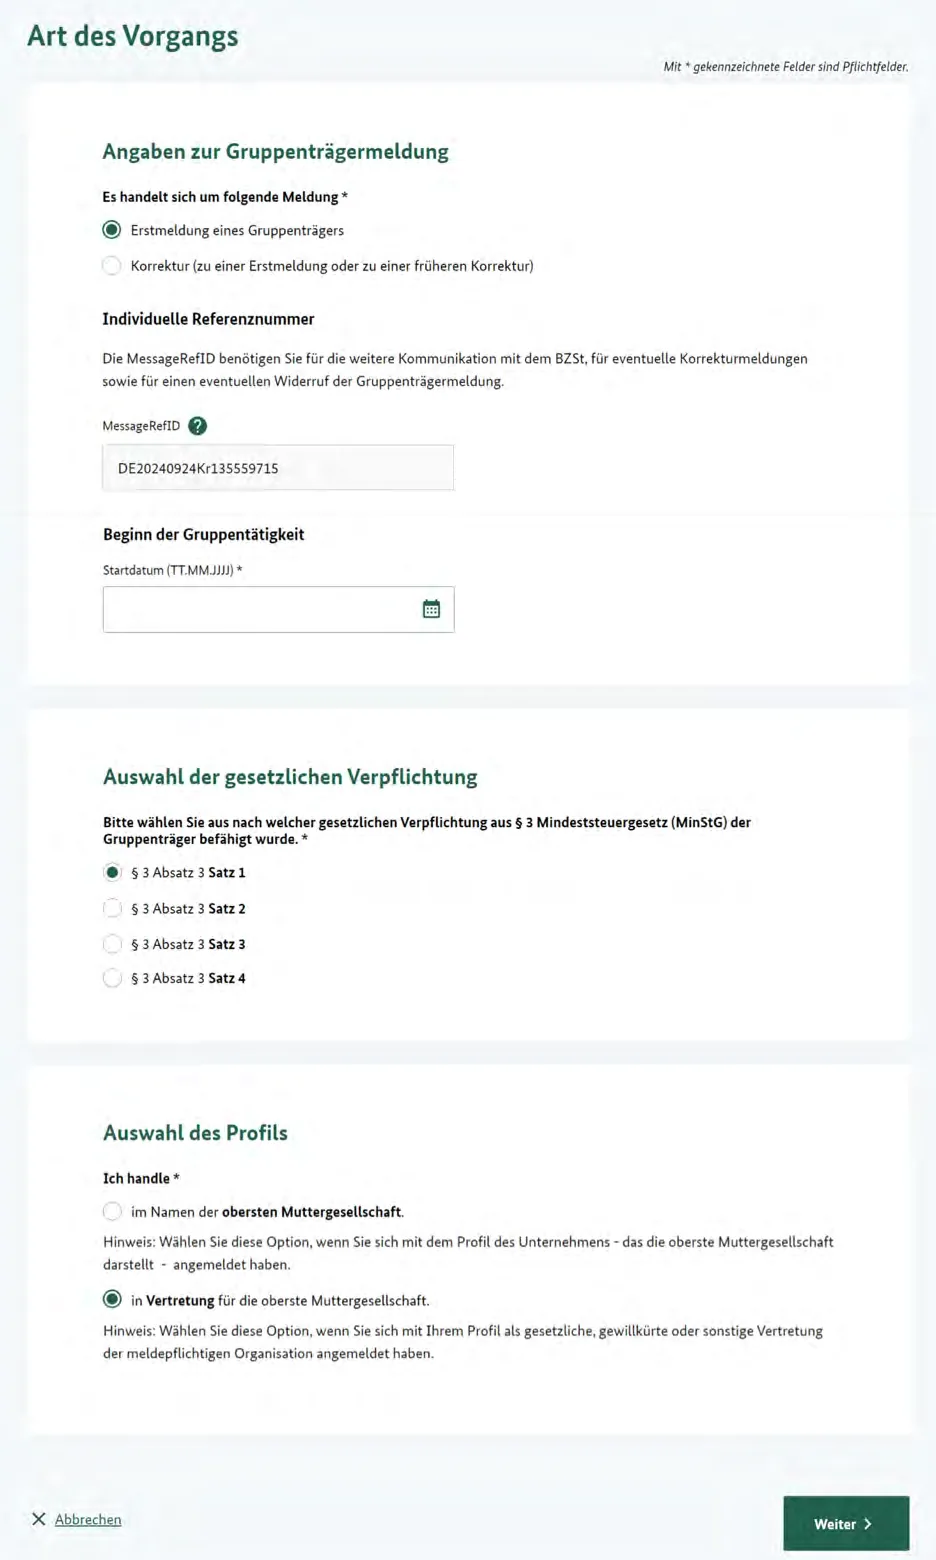 Art des Vorgangs
Mit * gekennzeichnete Felder sind Pflichtfelder.
Angaben zur Gruppenträgermeldung
Es handelt sich um folgende Meldung *
Erstmeldung eines Gruppenträgers
Korrektur (zu einer Erstmeldung oder zu einer früheren Korrektur)
Individuelle Referenznummer
Die MessageRefID benötigen Sie für die weitere Kommunikation mit dem BZSt, für eventuelle Korrekturmeldungen
sowie für einen eventuellen Widerruf der Gruppenträgermeldung.
MessageRefID ?
DE20240924Kr135559715
Beginn der Gruppentätigkeit
Startdatum (TT.MM.JJJJ) *
Auswahl der gesetzlichen Verpflichtung
Bitte wählen Sie aus nach welcher gesetzlichen Verpflichtung aus § 3 Mindeststeuergesetz (MinStG) der
Gruppenträger befähigt wurde. *
§ 3 Absatz 3 Satz 1
§ 3 Absatz 3 Satz 2
§ 3 Absatz 3 Satz 3
§ 3 Absatz 3 Satz 4
Auswahl des Profils
Ich handle *
im Namen der obersten Muttergesellschaft.
Hinweis: Wählen Sie diese Option, wenn Sie sich mit dem Profil des Unternehmens - das die oberste Muttergesellschaft
darstellt - angemeldet haben.
in Vertretung für die oberste Muttergesellschaft.
Hinweis: Wählen Sie diese Option, wenn Sie sich mit Ihrem Profil als gesetzliche, gewillkürte oder sonstige Vertretung
der meldepflichtigen Organisation angemeldet haben.
Abbrechen
Weiter